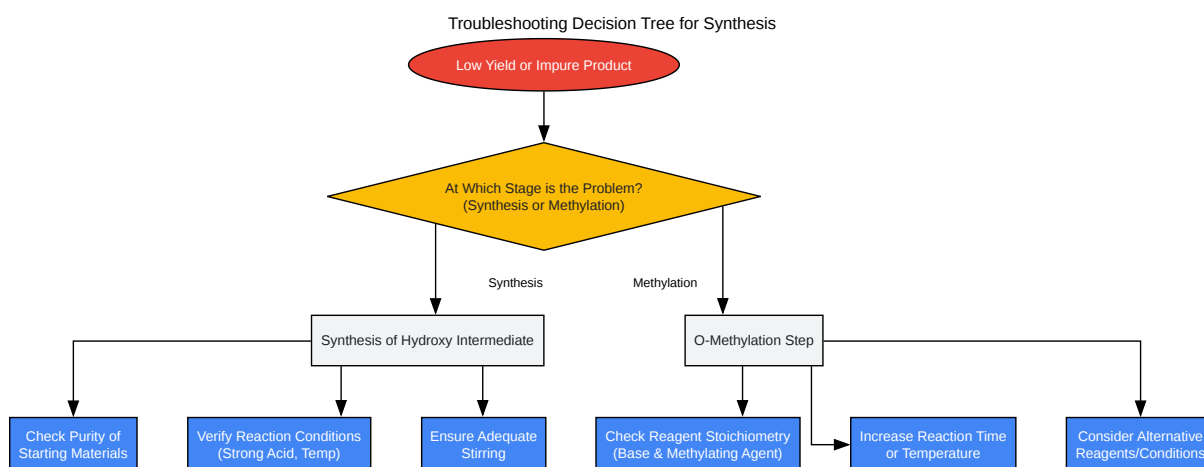 Troubleshooting Decision Tree for Synthesis
Low Yield or Impure Product
At Which Stage is the Problem?
(Synthesis or Methylation)
Synthesis
Methylation
Synthesis of Hydroxy Intermediate
O-Methylation Step
Check Purity of
Starting Materials
Verify Reaction Conditions
(Strong Acid, Temp)
Ensure Adequate
Stirring
Check Reagent Stoichiometry
(Base & Methylating Agent)
Increase Reaction Time
or Temperature
Consider Alternative
Reagents/Conditions